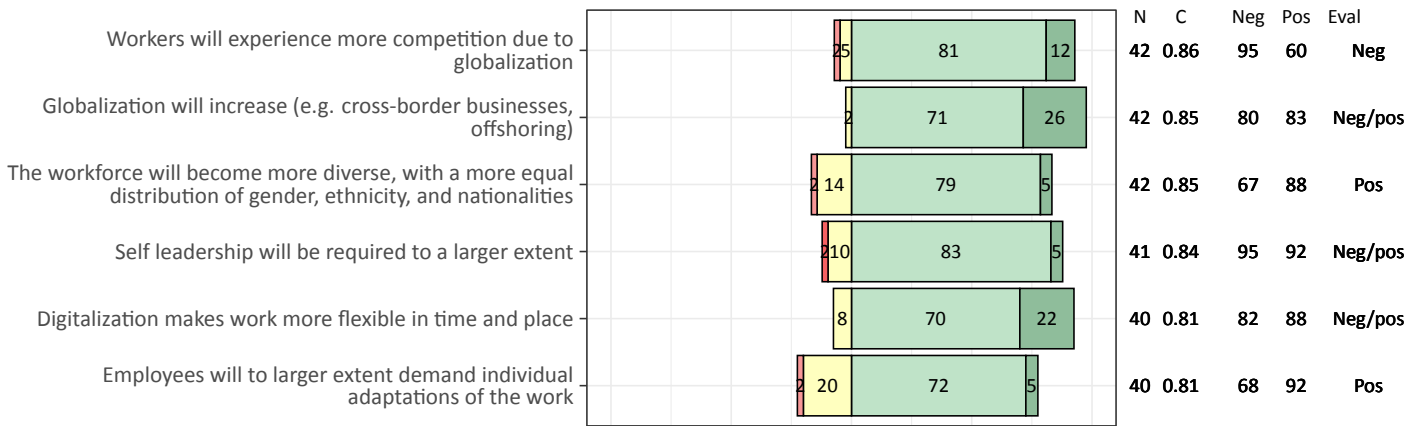 N C Neg Pos Eval
Workers will experience more competition due to
globalization
2 5 81 12 42 0.86 95 60 Neg
Globalization will increase (e.g. cross-border businesses,
offshoring)
2 71 26 42 0.85 80 83 Neg/pos
The workforce will become more diverse, with a more equal
distribution of gender, ethnicity, and nationalities
2 14 79 5 42 0.85 67 88 Pos
Self leadership will be required to a larger extent
2 10 83 5 41 0.84 95 92 Neg/pos
Digitalization makes work more flexible in time and place
8 70 22 40 0.81 82 88 Neg/pos
Employees will to larger extent demand individual
adaptations of the work
2 20 72 5 40 0.81 68 92 Pos